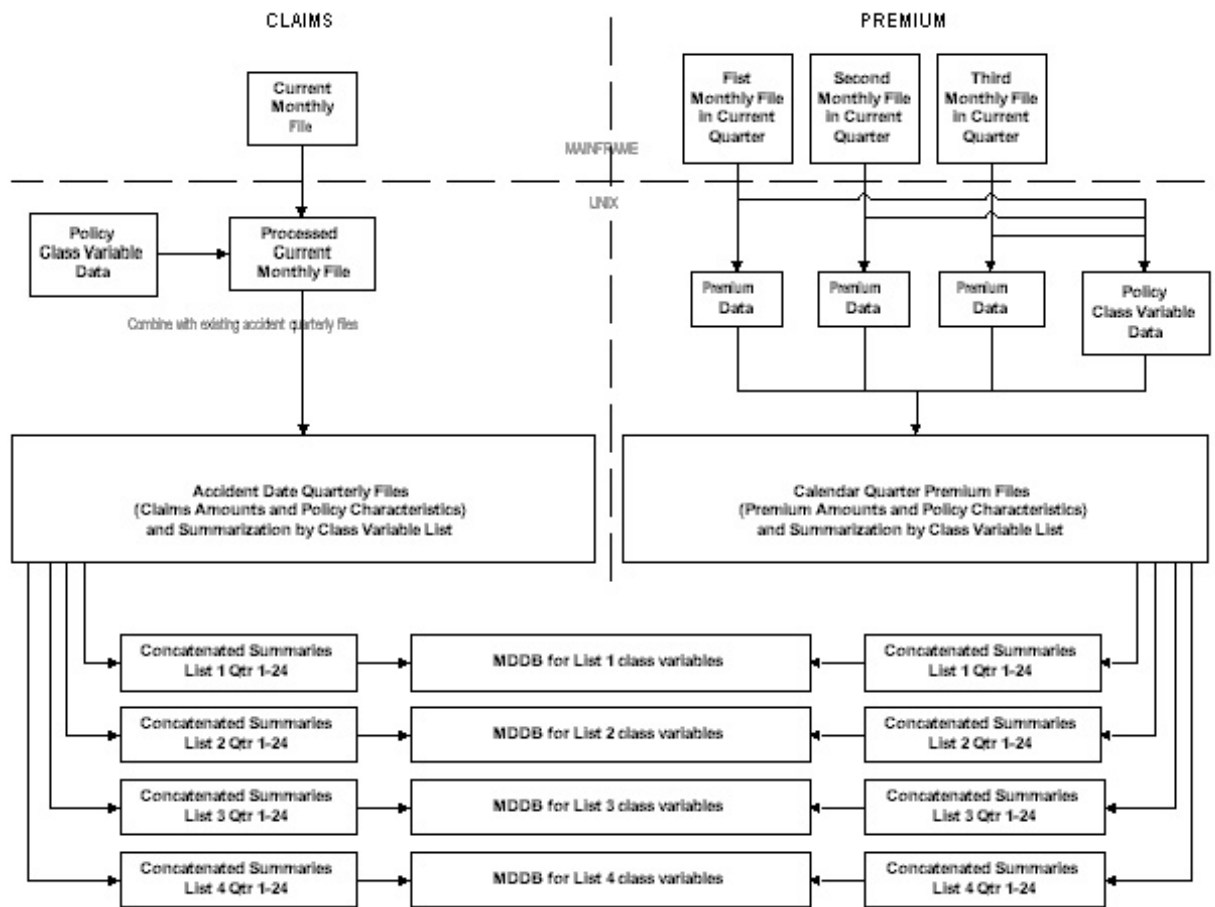 CLAIMS
PREMIUM
Current
Monthly
File
Fist
Monthly File
in Current
Quarter
Second
Monthly File
in Current
Quarter
Third
Monthly File
in Current
Quarter
MAINFRAME
UNIX
Policy
Class Variable
Data
Processed
Current
Monthly File
Premium
Data
Premium
Data
Premium
Data
Policy
Class Variable
Data
Combine with existing accident quarterly files
Accident Date Quarterly Files
(Claims Amounts and Policy Characteristics)
and Summarization by Class Variable List
Calendar Quarter Premium Files
(Premium Amounts and Policy Characteristics)
and Summarization by Class Variable List
Concatenated Summaries
List 1 Qtr 1-24
MDDB for List 1 class variables
Concatenated Summaries
List 1 Qtr 1-24
Concatenated Summaries
List 2 Qtr 1-24
MDDB for List 2 class variables
Concatenated Summaries
List 2 Qtr 1-24
Concatenated Summaries
List 3 Qtr 1-24
MDDB for List 3 class variables
Concatenated Summaries
List 3 Qtr 1-24
Concatenated Summaries
List 4 Qtr 1-24
MDDB for List 4 class variables
Concatenated Summaries
List 4 Qtr 1-24